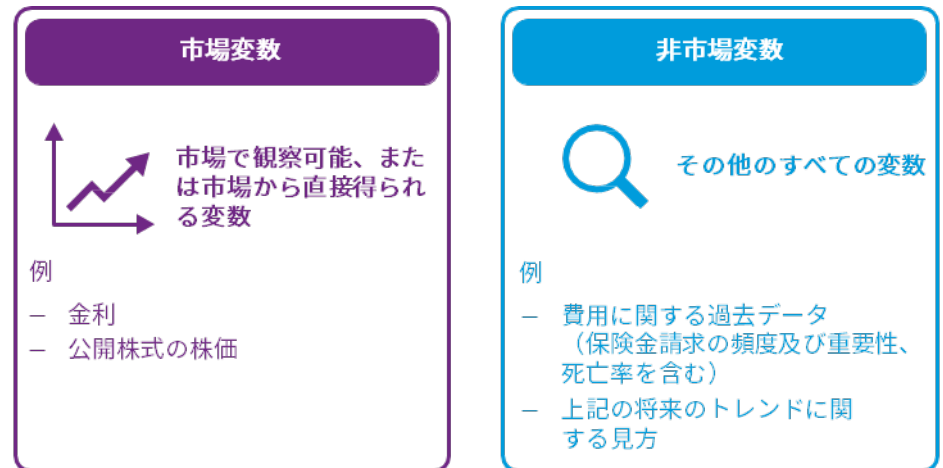 市場変数
市場で観察可能、また
は市場から直接得られ
る変数
例
– 金利
– 公開株式の株価
非市場変数
その他のすべての変数
例
– 費用に関する過去データ
（保険金請求の頻度及び重要性、
死亡率を含む）
– 上記の将来のトレンドに関
する見方